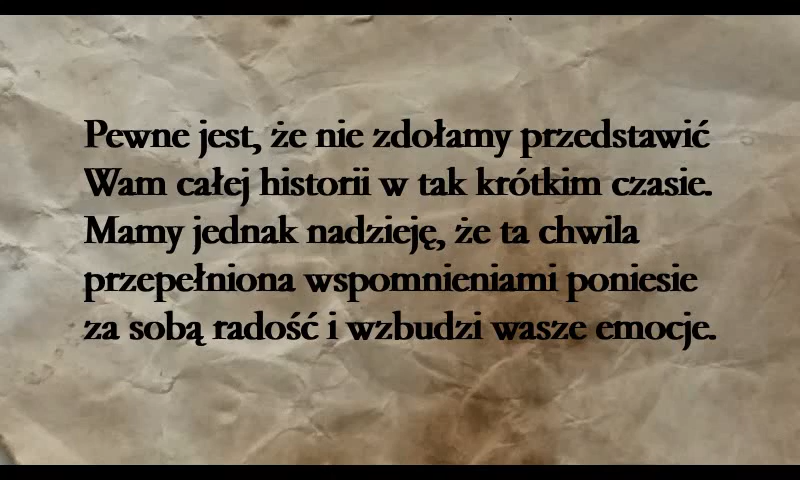 Pewne jest, że nie zdołamy przedstawić
Wam całej historii w tak krótkim czasie.
Mamy jednak nadzieję, że ta chwila
przepełniona wspomnieniami poniesie
za sobą radość i wzbudzi wasze emocje.